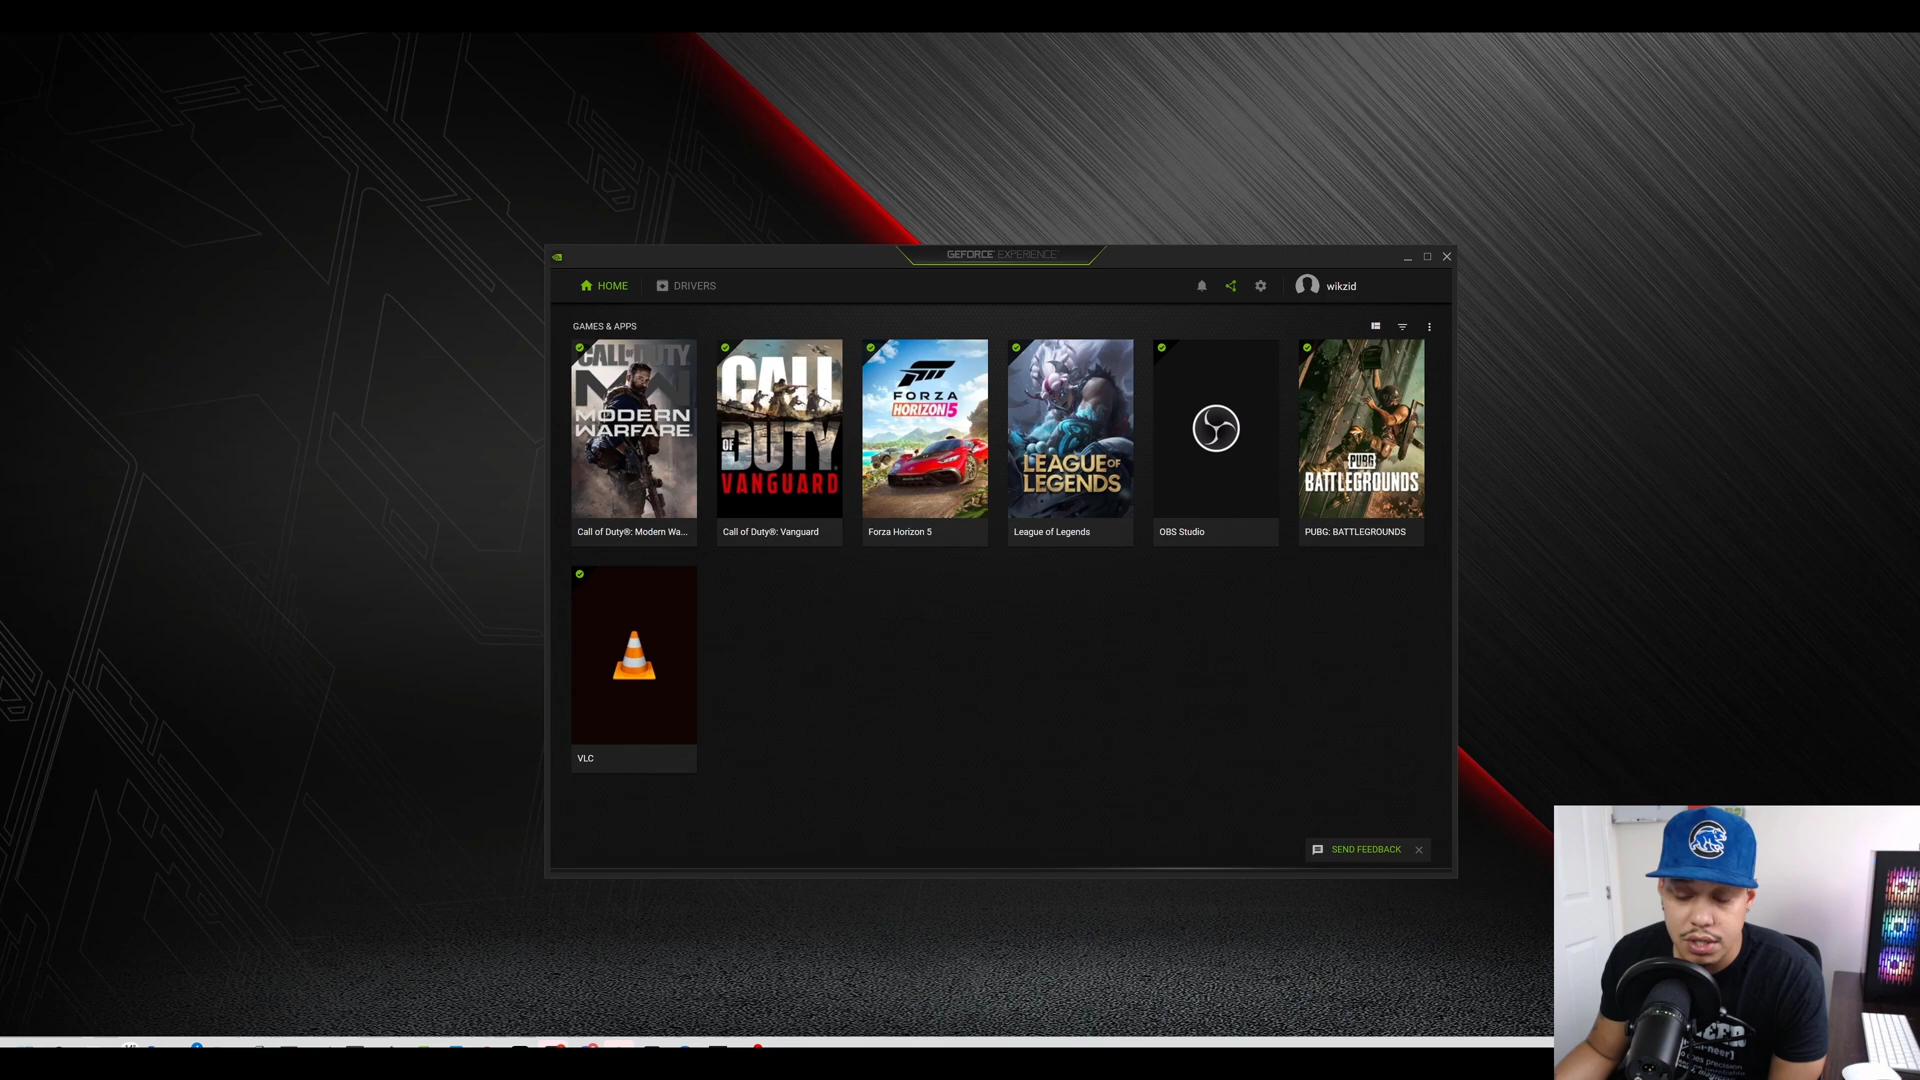 GEFORCE EXPERIENCE
HOME
DRIVERS
wikzid
GAMES & APPS
CALL OF DUTY
MW
MODERN
WARFARE
CALL
OF DUTY
VANGUARD
FORZA
HORIZON 5
LEAGUE OF
LEGENDS
PUBG
BATTLEGROUNDS
Call of Duty®: Modern Wa...
Call of Duty®: Vanguard
Forza Horizon 5
League of Legends
OBS Studio
PUBG: BATTLEGROUNDS
VLC
SEND FEEDBACK